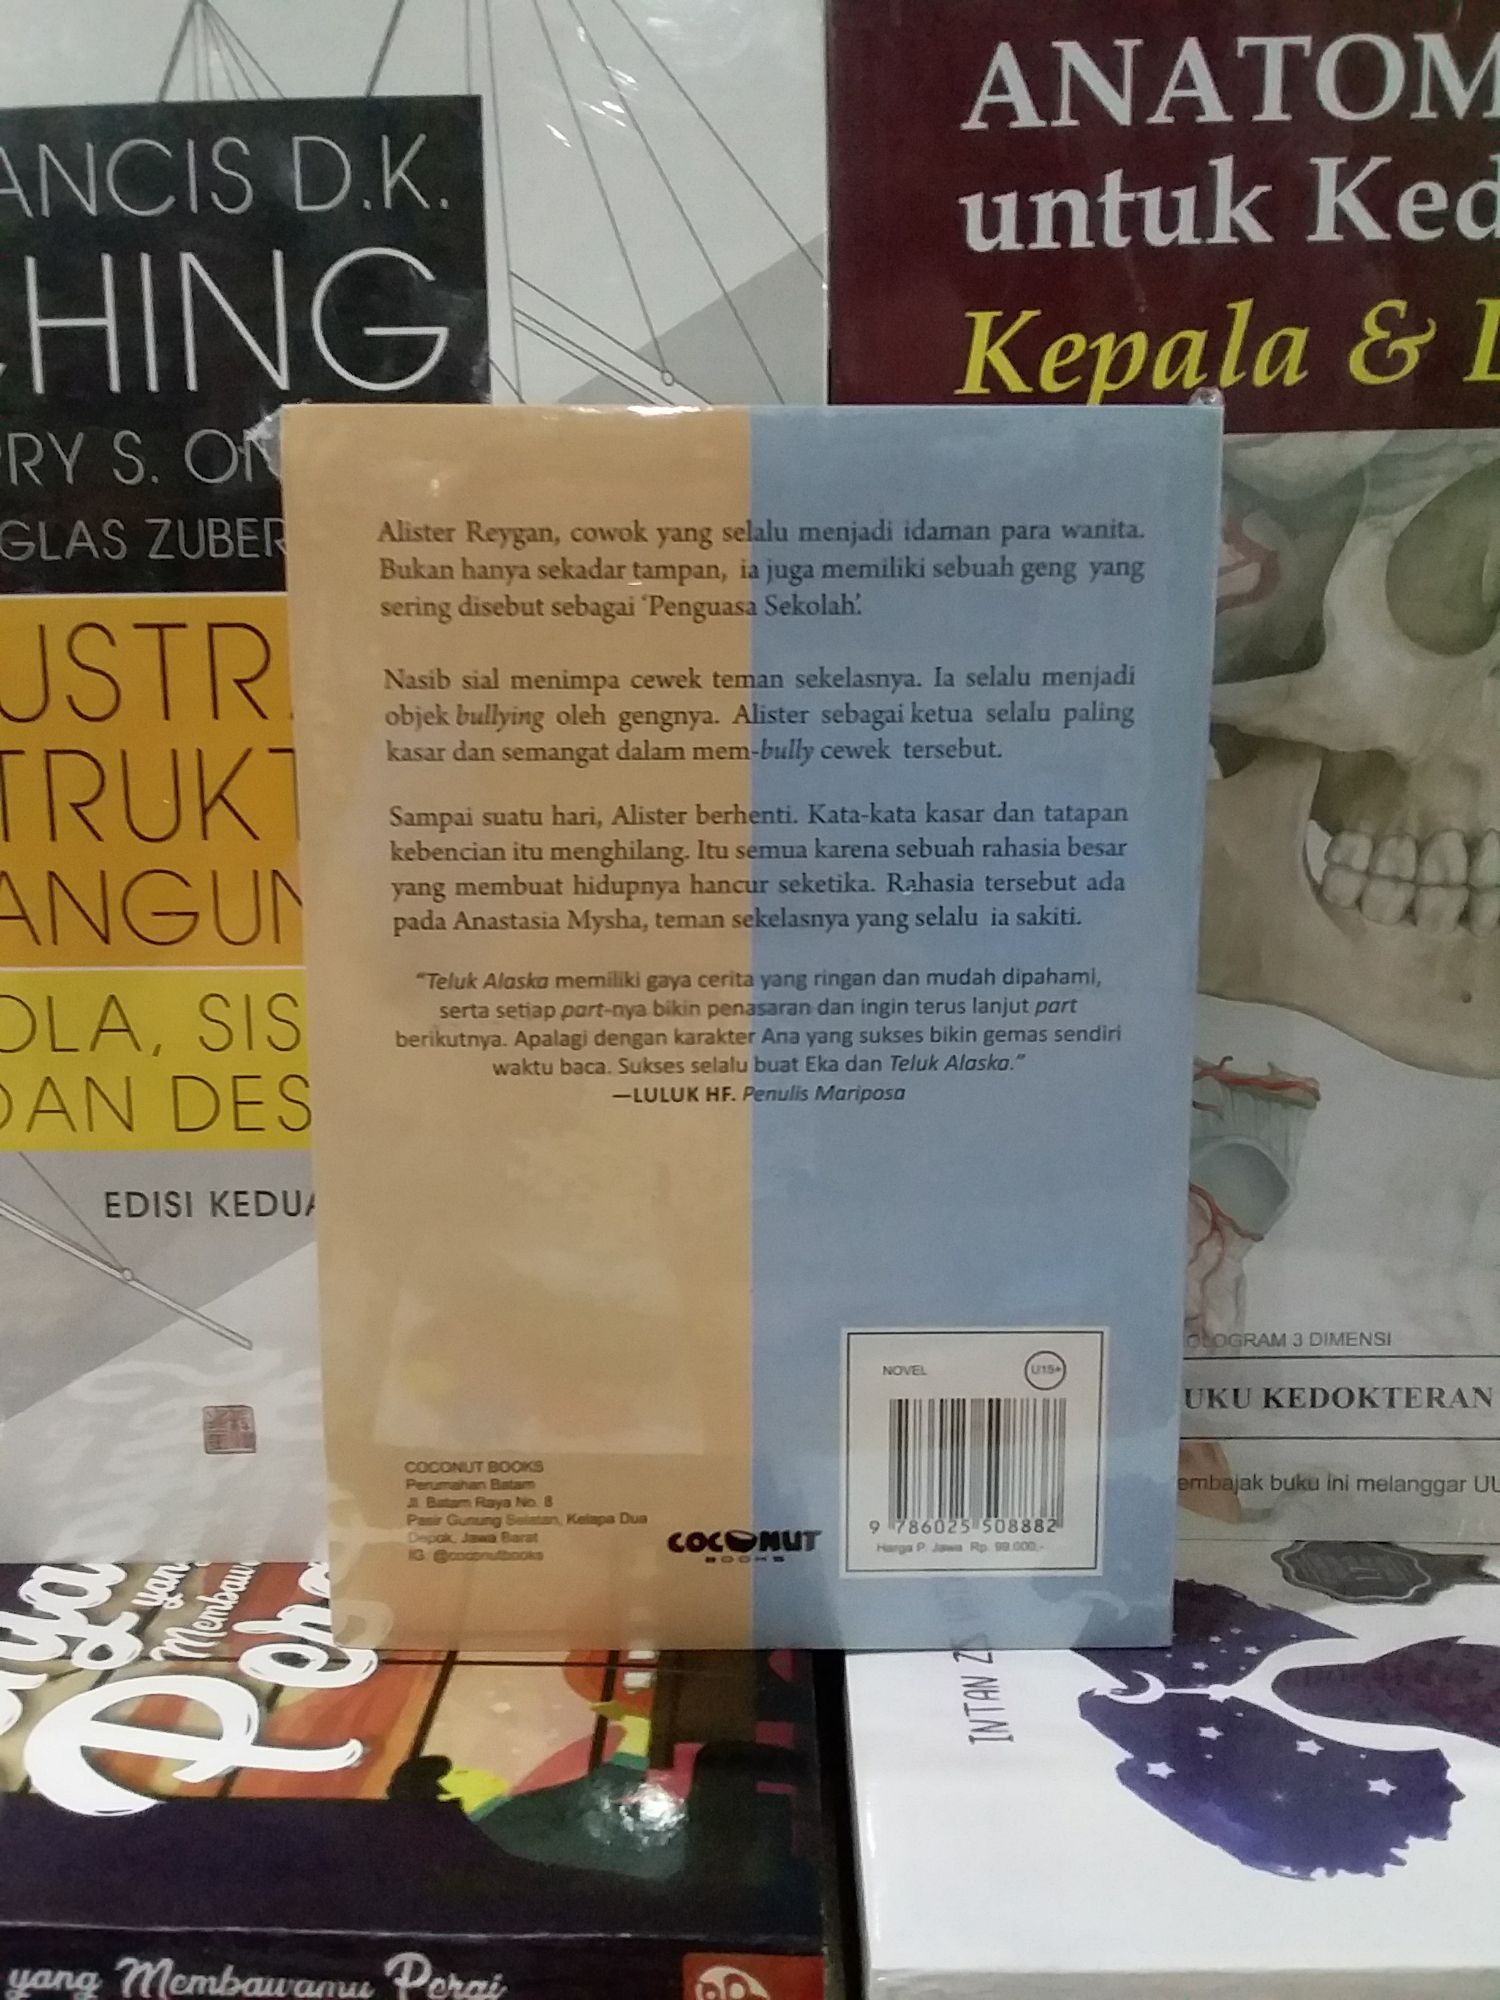 ANCIS D.K.
CHING
RRY S. ON
GLAS ZUBER
USTR
TRUKT
ANGUN
OLA, SIS
DAN DES
EDISI KEDUA
ANATOM
untuk Ked
Kepala & L
Alister Reygan, cowok yang selalu menjadi idaman para wanita.
Bukan hanya sekadar tampan, ia juga memiliki sebuah geng yang
sering disebut sebagai ‘Penguasa Sekolah’.
Nasib sial menimpa cewek teman sekelasnya. Ia selalu menjadi
objek bullying oleh gengnya. Alister sebagai ketua selalu paling
kasar dan semangat dalam mem-bully cewek tersebut.
Sampai suatu hari, Alister berhenti. Kata-kata kasar dan tatapan
kebencian itu menghilang. Itu semua karena sebuah rahasia besar
yang membuat hidupnya hancur seketika. Rahasia tersebut ada
pada Anastasia Mysha, teman sekelasnya yang selalu ia sakiti.
“Teluk Alaska memiliki gaya cerita yang ringan dan mudah dipahami,
serta setiap part-nya bikin penasaran dan ingin terus lanjut part
berikutnya. Apalagi dengan karakter Ana yang sukses bikin gemas sendiri
waktu baca. Sukses selalu buat Eka dan Teluk Alaska.”
—LULUK HF. Penulis Mariposa
COCONUT BOOKS
Perumahan Batam
Jl. Batam Raya No. 8
Pasir Gunung Selatan, Kelapa Dua
Depok, Jawa Barat
IG: @coconutbooks
COCONUT
BOOKS
NOVEL
U15+
9 786025 508882
Harga P. Jawa Rp. 99.000,-
OLOGRAM 3 DIMENSI
UKU KEDOKTERAN
embajak buku ini melanggar UU
yang
Membaw
Perg
INTAN ZS
yang Membawamu Pergi